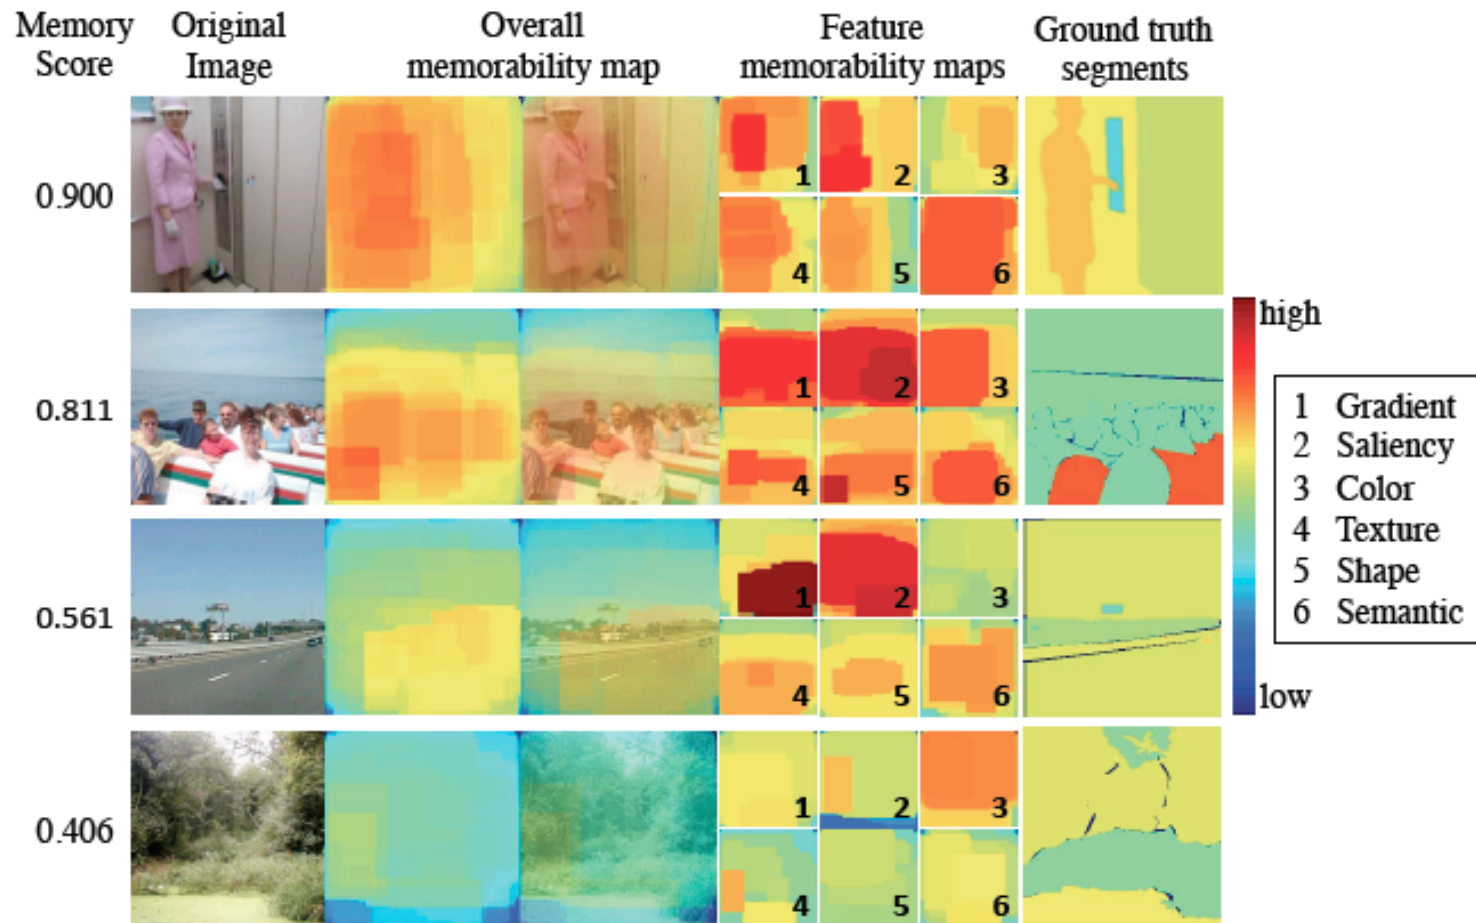 Memory Score
Original Image
Overall memorability map
Feature memorability maps
Ground truth segments
0.900
1 2 3
4 5 6
0.811
1 2 3
4 5 6
0.561
1 2 3
4 5 6
0.406
1 2 3
4 5 6
high
1 Gradient
2 Saliency
3 Color
4 Texture
5 Shape
6 Semantic
low